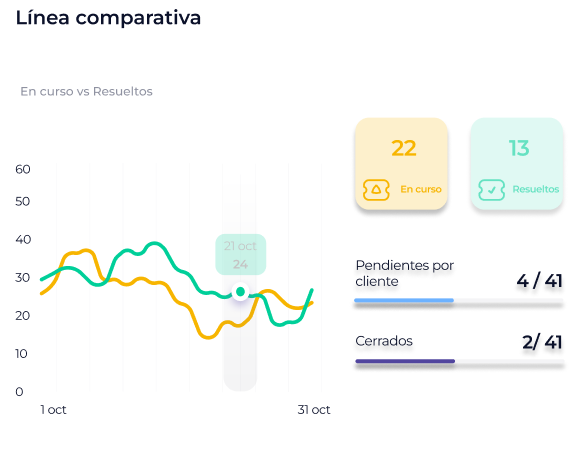 Línea comparativa
En curso vs Resueltos
22
En curso
13
Resueltos
60
50
40
30
20
10
0
21 oct
24
1 oct
31 oct
Pendientes por
cliente
4 / 41
Cerrados
2/ 41